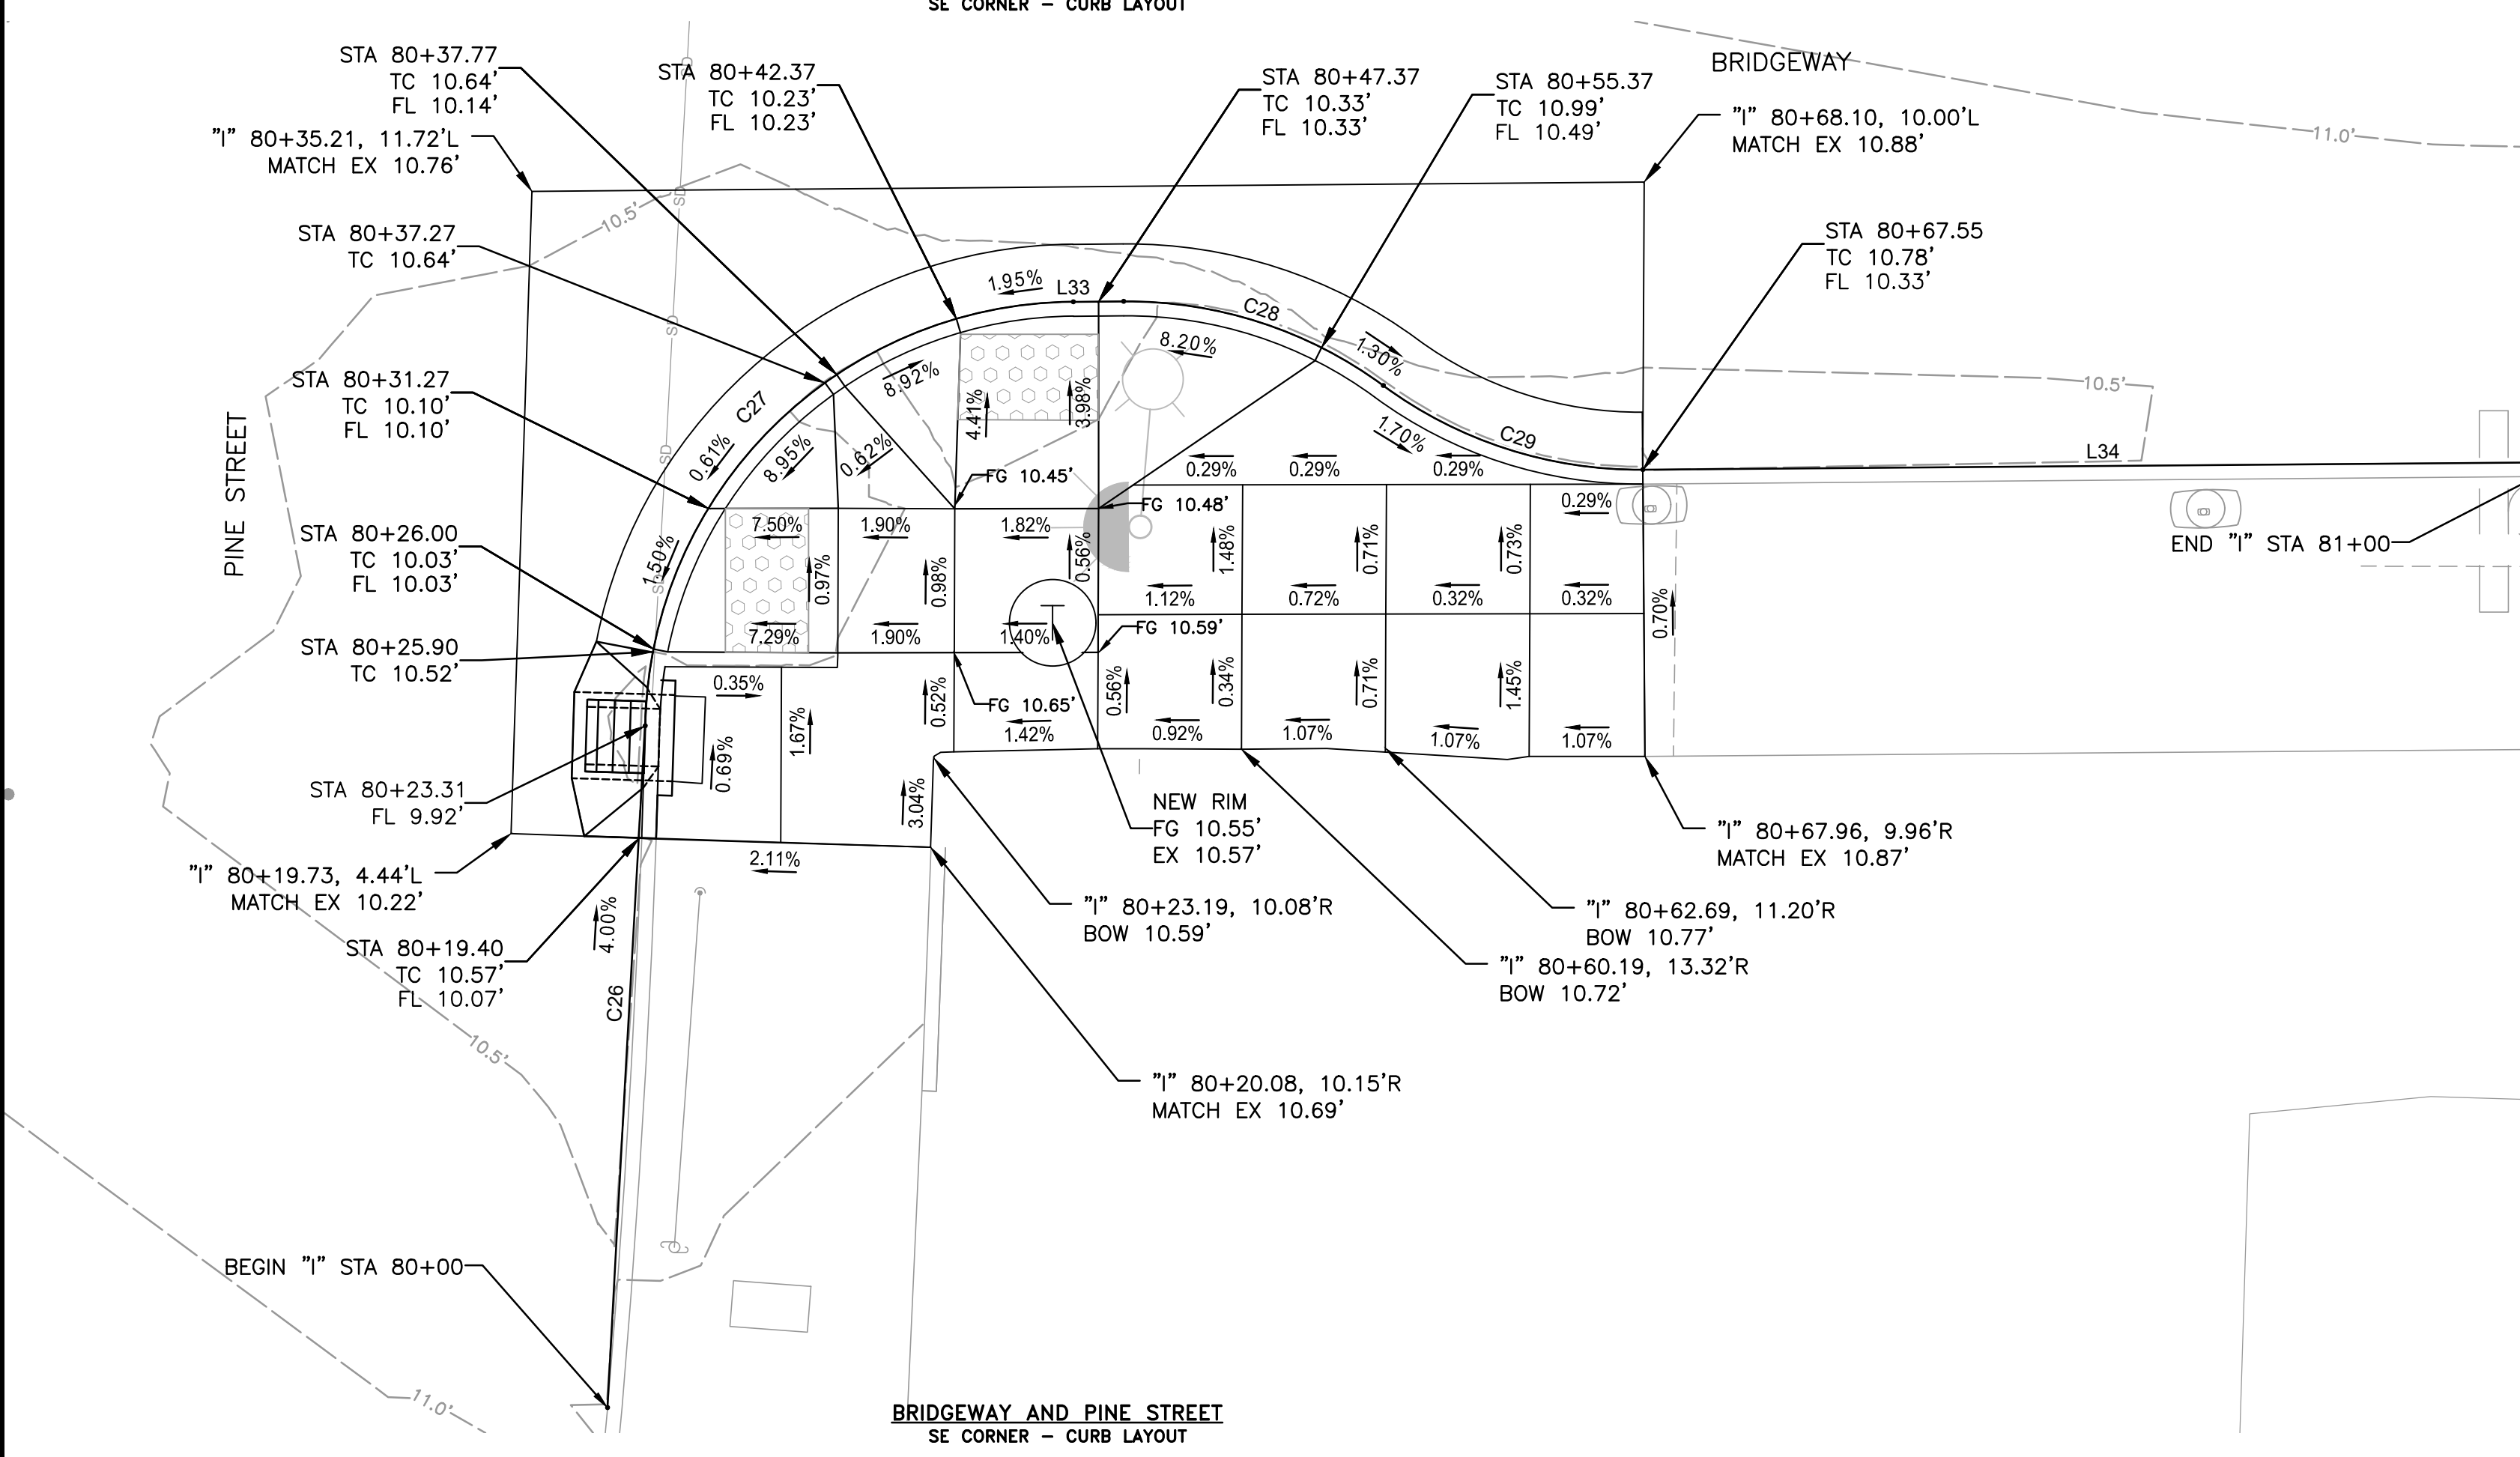 SE CORNER – CURB LAYOUT
STA 80+37.77
TC 10.64'
FL 10.14'
STA 80+42.37
TC 10.23'
FL 10.23'
STA 80+47.37
TC 10.33'
FL 10.33'
STA 80+55.37
TC 10.99'
FL 10.49'
BRIDGEWAY
"I" 80+68.10, 10.00'L
MATCH EX 10.88'
11.0'
"I" 80+35.21, 11.72'L
MATCH EX 10.76'
SD
SD
10.5'
STA 80+37.27
TC 10.64'
STA 80+67.55
TC 10.78'
FL 10.33'
1.95%
L33
C28
SD
8.20%
1.30%
STA 80+31.27
TC 10.10'
FL 10.10'
8.92%
10.5'
C27
4.41%
3.98%
PINE STREET
0.61%
8.95%
0.62%
1.70%
C29
L34
SD
FG 10.45'
0.29%
0.29%
0.29%
0.29%
FG 10.48'
STA 80+26.00
TC 10.03'
FL 10.03'
7.50%
1.90%
1.82%
0.56%
1.48%
0.71%
0.73%
END "I" STA 81+00
1.50%
SD
0.97%
0.98%
1.12%
0.72%
0.32%
0.32%
0.70%
STA 80+25.90
TC 10.52'
7.29%
1.90%
1.40%
FG 10.59'
0.35%
0.52%
FG 10.65'
0.56%
0.34%
0.71%
1.45%
1.67%
0.69%
1.42%
0.92%
1.07%
1.07%
1.07%
STA 80+23.31
FL 9.92'
3.04%
NEW RIM
FG 10.55'
EX 10.57'
"I" 80+67.96, 9.96'R
MATCH EX 10.87'
"I" 80+19.73, 4.44'L
MATCH EX 10.22'
2.11%
"I" 80+23.19, 10.08'R
BOW 10.59'
"I" 80+62.69, 11.20'R
BOW 10.77'
4.00%
STA 80+19.40
TC 10.57'
FL 10.07'
"I" 80+60.19, 13.32'R
BOW 10.72'
C26
10.5'
"I" 80+20.08, 10.15'R
MATCH EX 10.69'
BEGIN "I" STA 80+00
11.0'
BRIDGEWAY AND PINE STREET
SE CORNER – CURB LAYOUT